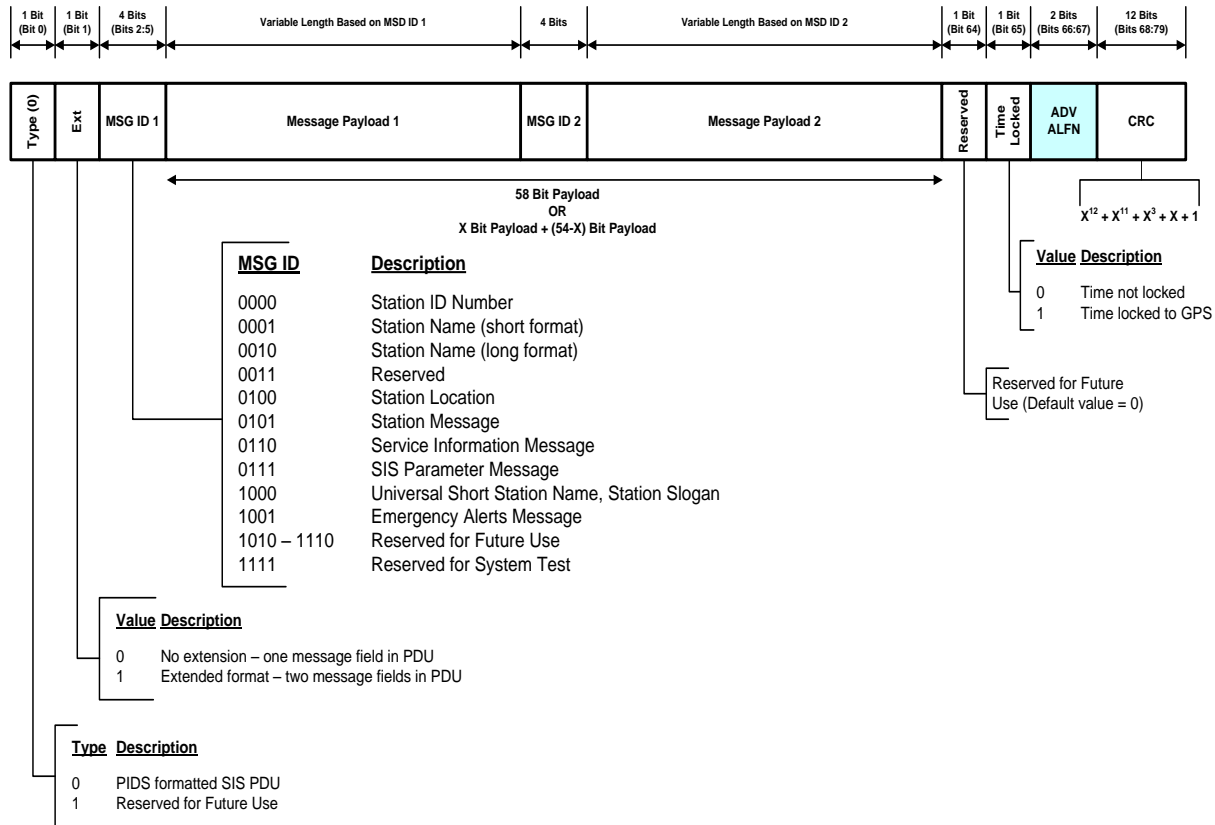 1 Bit (Bit 0)
1 Bit (Bit 1)
4 Bits (Bits 2:5)
Variable Length Based on MSD ID 1
4 Bits
Variable Length Based on MSD ID 2
1 Bit (Bit 64)
1 Bit (Bit 65)
2 Bits (Bits 66:67)
12 Bits (Bits 68:79)
Type (0)
Ext
MSG ID 1
Message Payload 1
MSG ID 2
Message Payload 2
Reserved
Time Locked
ADV ALFN
CRC
58 Bit Payload
OR
X Bit Payload + (54-X) Bit Payload
X¹² + X¹¹ + X³ + X + 1
MSG ID Description
0000 Station ID Number
0001 Station Name (short format)
0010 Station Name (long format)
0011 Reserved
0100 Station Location
0101 Station Message
0110 Service Information Message
0111 SIS Parameter Message
1000 Universal Short Station Name, Station Slogan
1001 Emergency Alerts Message
1010 – 1110 Reserved for Future Use
1111 Reserved for System Test
Value Description
0 Time not locked
1 Time locked to GPS
Reserved for Future
Use (Default value = 0)
Value Description
0 No extension – one message field in PDU
1 Extended format – two message fields in PDU
Type Description
0 PIDS formatted SIS PDU
1 Reserved for Future Use